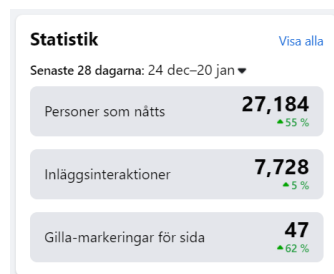 Statistik Visa alla
Senaste 28 dagarna: 24 dec–20 jan
Personer som nåtts 27,184
55 %
Inläggsinteraktioner 7,728
5 %
Gilla-markeringar för sida 47
62 %